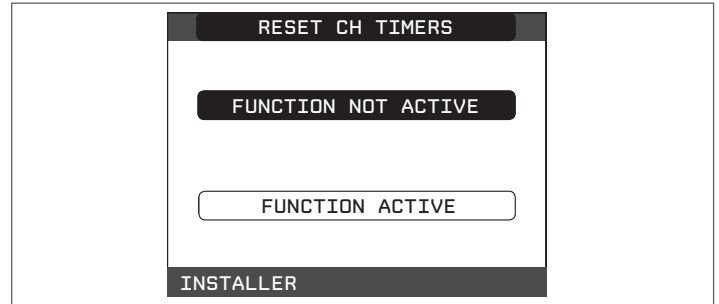 RESET CH TIMERS
FUNCTION NOT ACTIVE
FUNCTION ACTIVE
INSTALLER